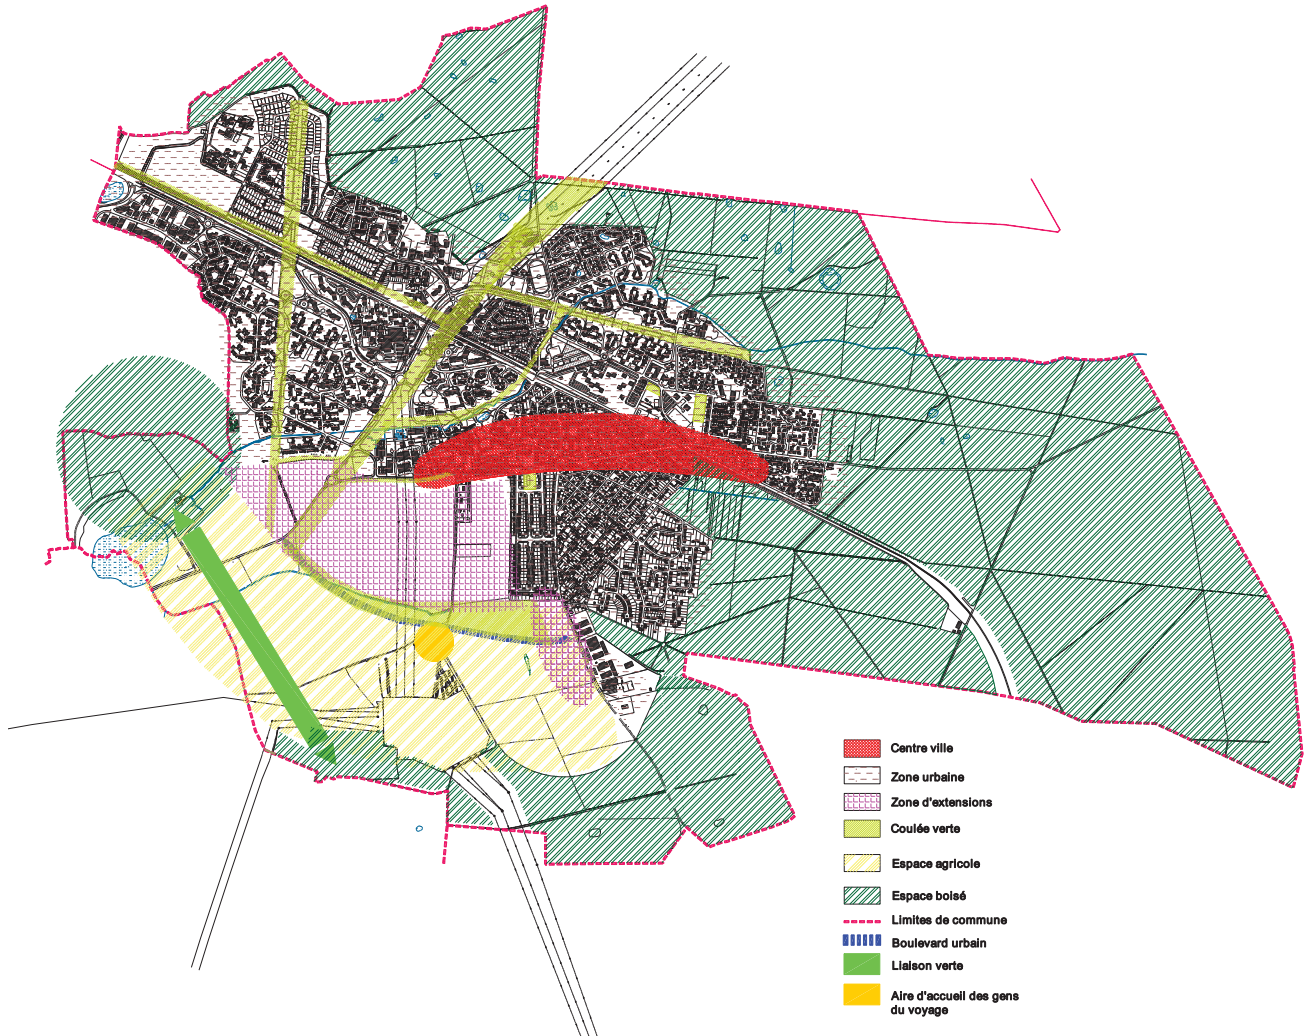 Centre ville
Zone urbaine
Zone d'extensions
Coulée verte
Espace agricole
Espace boisé
Limites de commune
Boulevard urbain
Liaison verte
Aire d'accueil des gens
du voyage